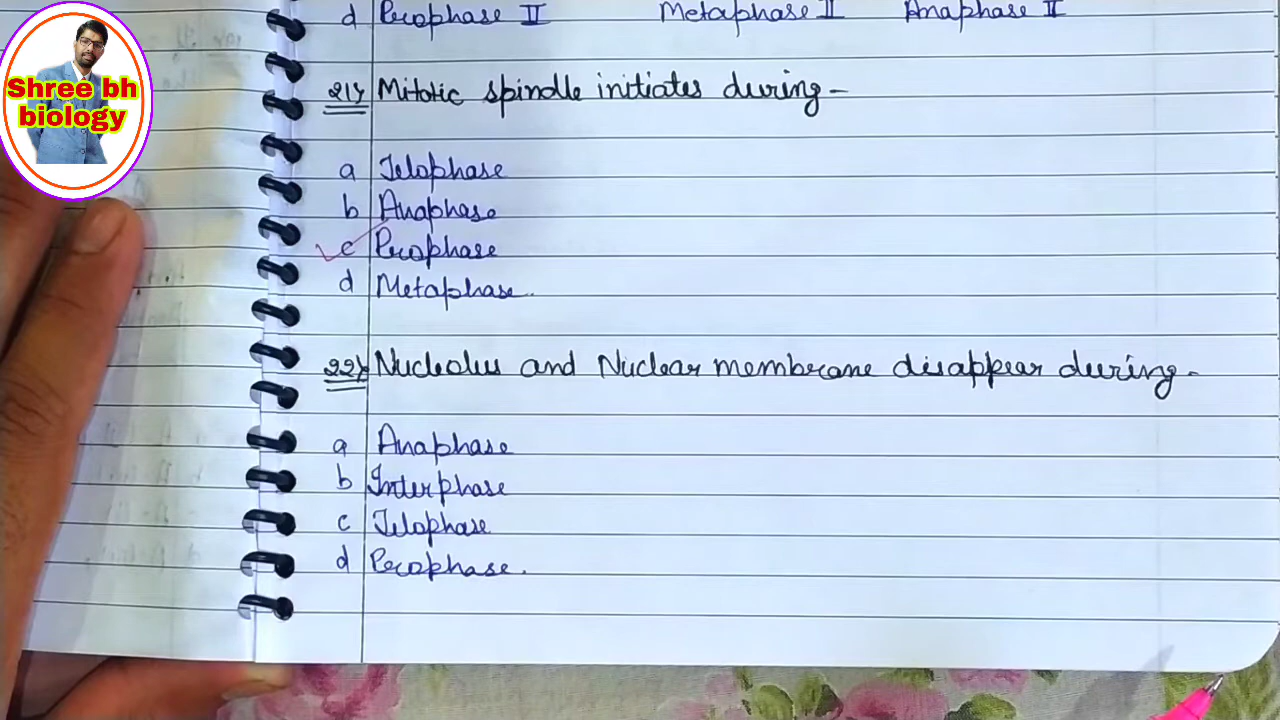 d Prophase II Metaphase II Anaphase II
Shree bh
biology
21) Mitotic spindle initiates during -
a Telophase
b Anaphase
c Prophase
d Metaphase.
22) Nucleolus and Nuclear membrane disappear during -
a Anaphase
b Interphase
c Telophase
d Prophase.